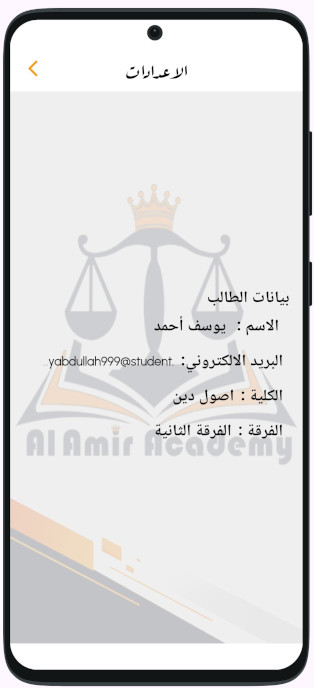 الاعدادات
بيانات الطالب
الاسم : يوسف أحمد
البريد الالكتروني: yabdullah999@student.
الكلية : اصول دين
الفرقة : الفرقة الثانية
Al Amir Academy